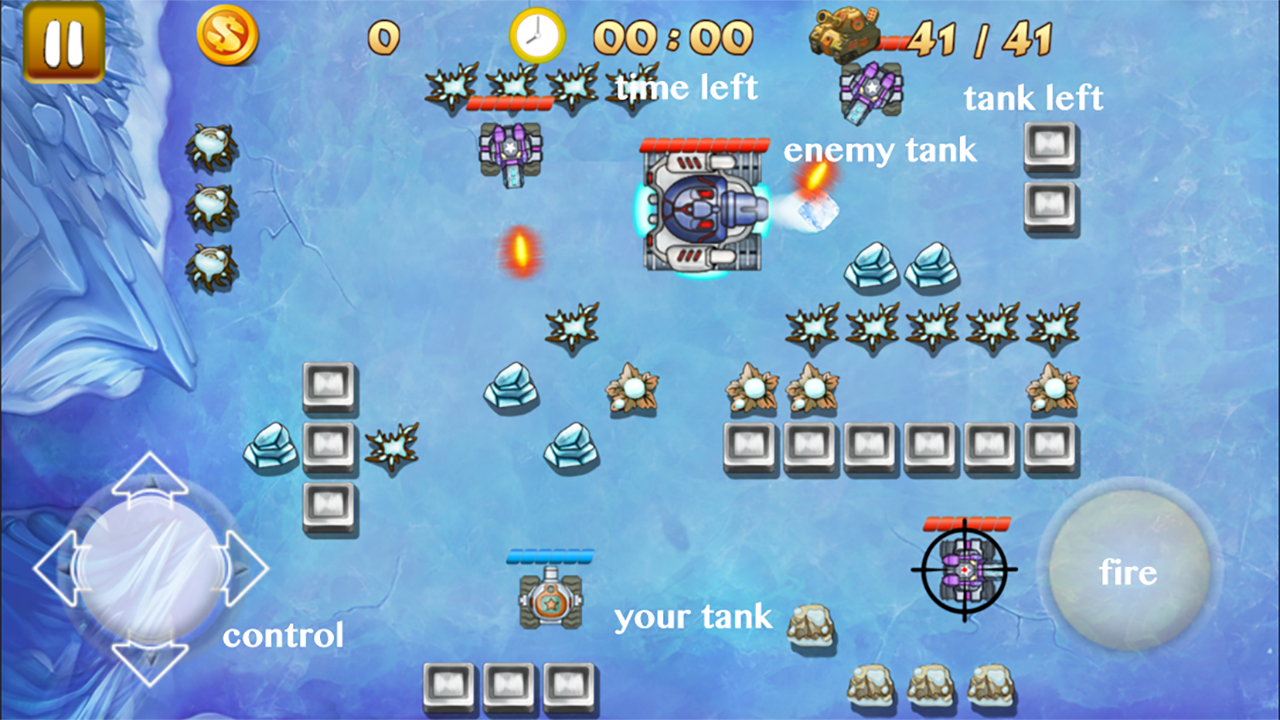 0
00:00
41 / 41
time left
tank left
enemy tank
fire
your tank
control